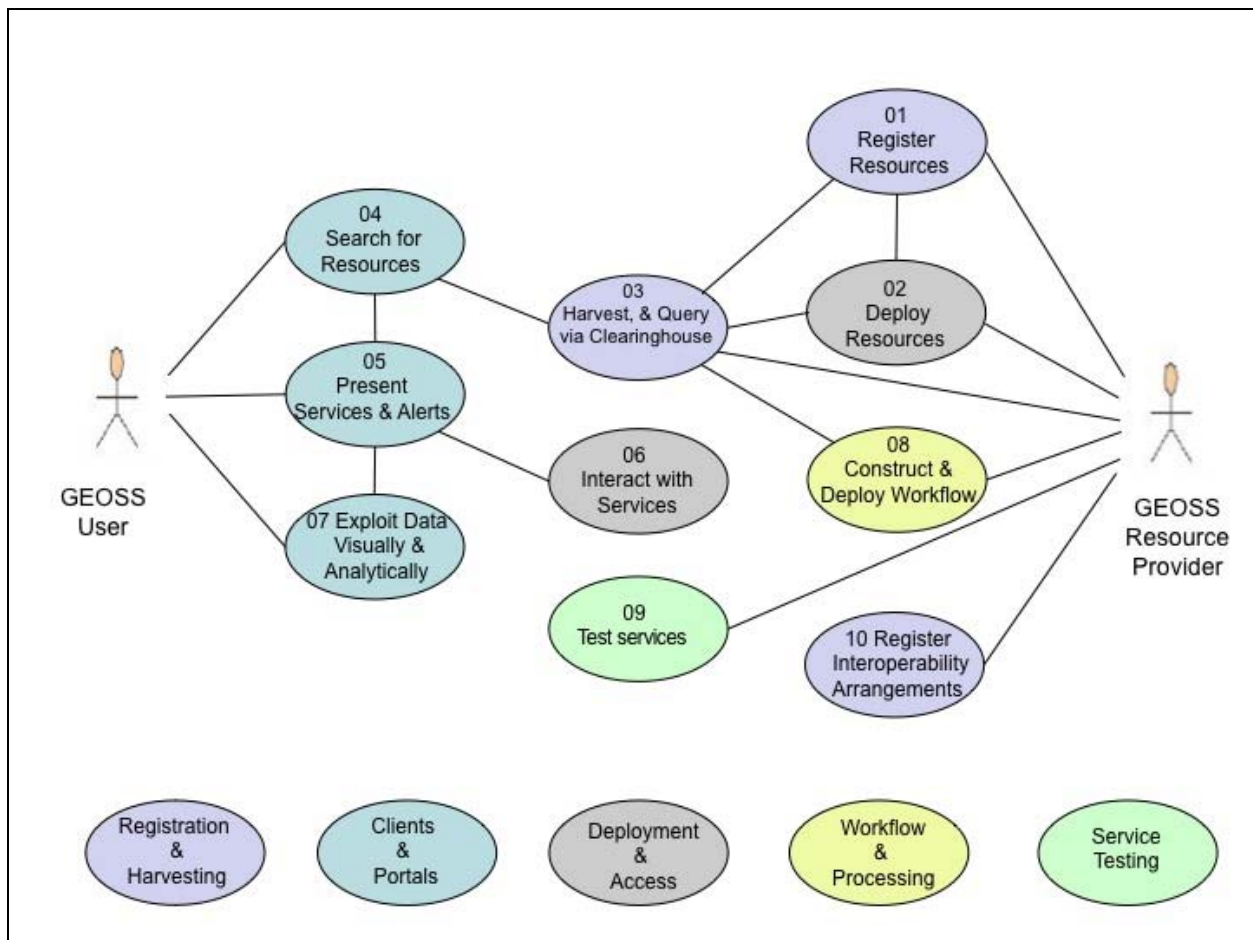 01
Register
Resources
04
Search for
Resources
03
Harvest, & Query
via Clearinghouse
02
Deploy
Resources
05
Present
Services & Alerts
06
Interact with
Services
08
Construct &
Deploy Workflow
GEOSS
User
GEOSS
Resource
Provider
07 Exploit Data
Visually &
Analytically
09
Test services
10 Register
Interoperability
Arrangements
Registration
&
Harvesting
Clients
&
Portals
Deployment
&
Access
Workflow
&
Processing
Service
Testing